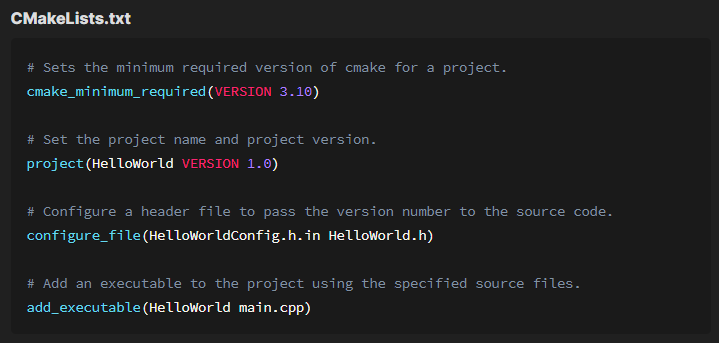 CMakeLists.txt
# Sets the minimum required version of cmake for a project.
cmake_minimum_required(VERSION 3.10)
# Set the project name and project version.
project(HelloWorld VERSION 1.0)
# Configure a header file to pass the version number to the source code.
configure_file(HelloWorldConfig.h.in HelloWorld.h)
# Add an executable to the project using the specified source files.
add_executable(HelloWorld main.cpp)